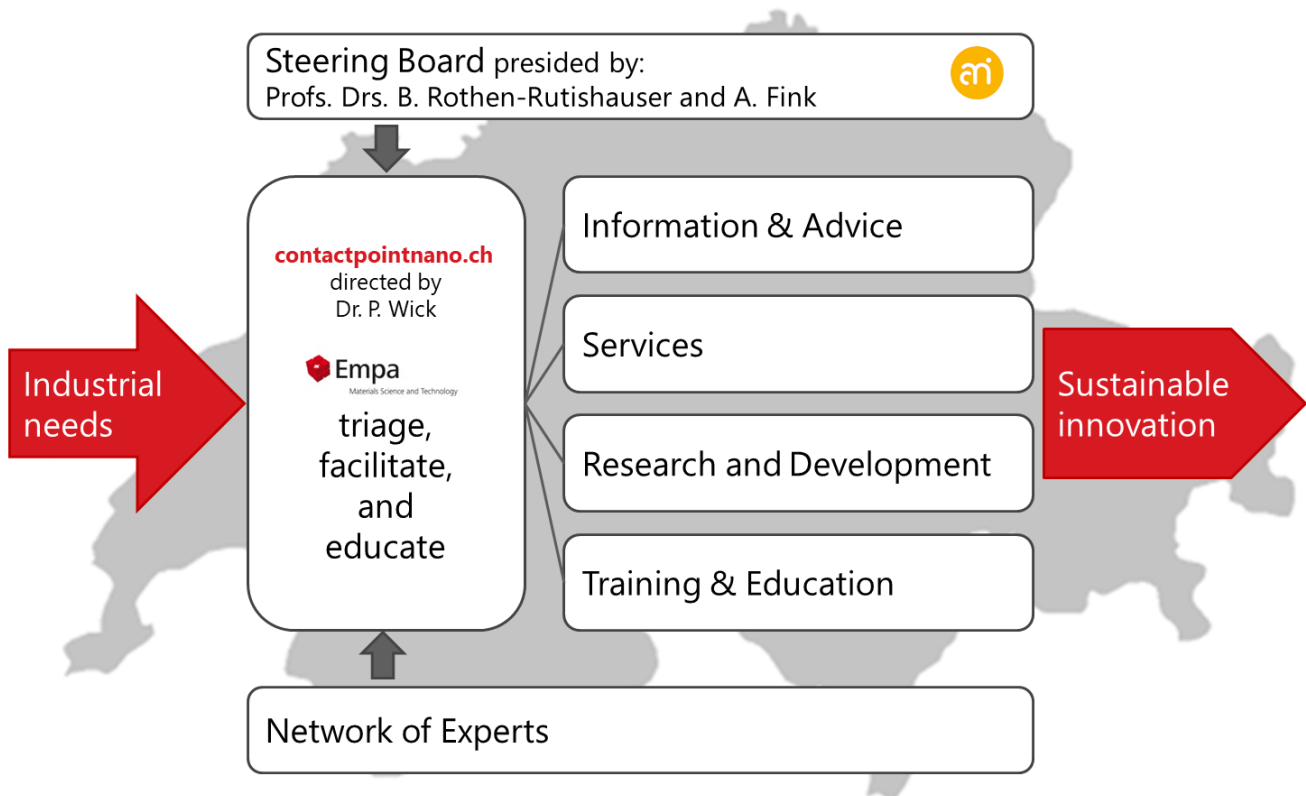 Steering Board presided by:
Profs. Drs. B. Rothen-Rutishauser and A. Fink
ani
contactpointnano.ch
directed by
Dr. P. Wick
Empa
Materials Science and Technology
triage,
facilitate,
and
educate
Industrial
needs
Information & Advice
Services
Research and Development
Training & Education
Sustainable
innovation
Network of Experts